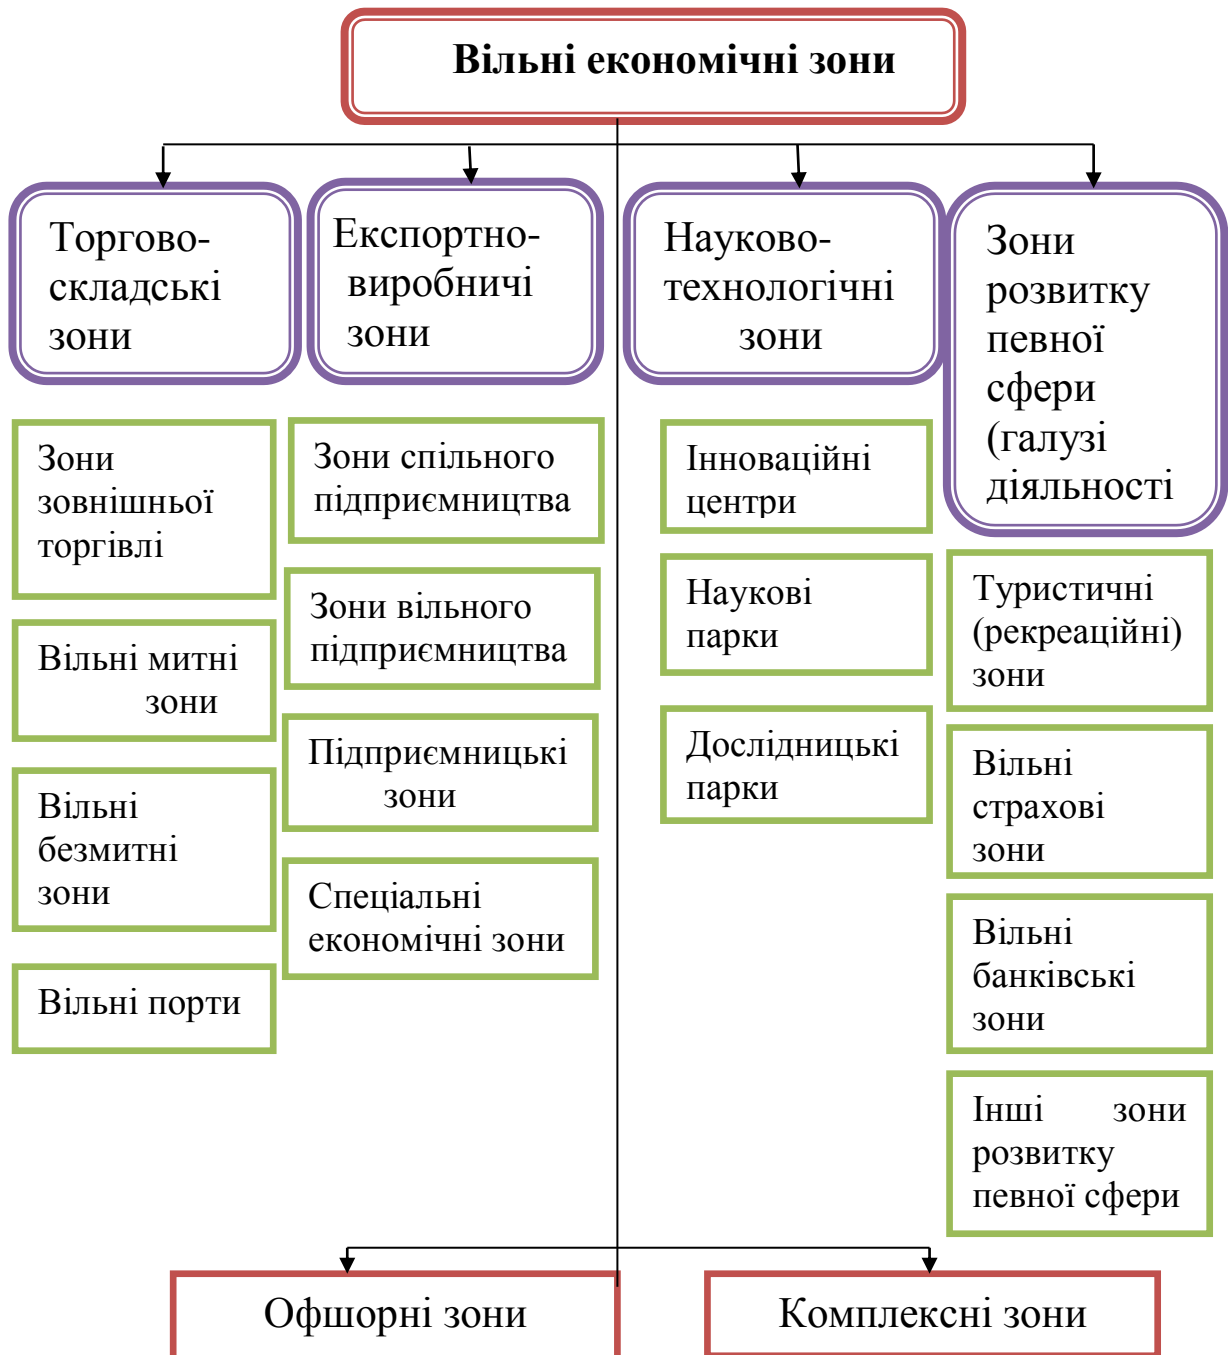 Вільні економічні зони
Торгово-
складські
зони
Експортно-
виробничі
зони
Науково-
технологічні
зони
Зони
розвитку
певної
сфери
(галузі
діяльності
Зони
зовнішньої
торгівлі
Вільні митні
зони
Вільні
безмитні
зони
Вільні порти
Зони спільного
підприємництва
Зони вільного
підприємництва
Підприємницькі
зони
Спеціальні
економічні зони
Інноваційні
центри
Наукові
парки
Дослідницькі
парки
Туристичні
(рекреаційні)
зони
Вільні
страхові
зони
Вільні
банківські
зони
Інші зони
розвитку
певної сфери
Офшорні зони
Комплексні зони